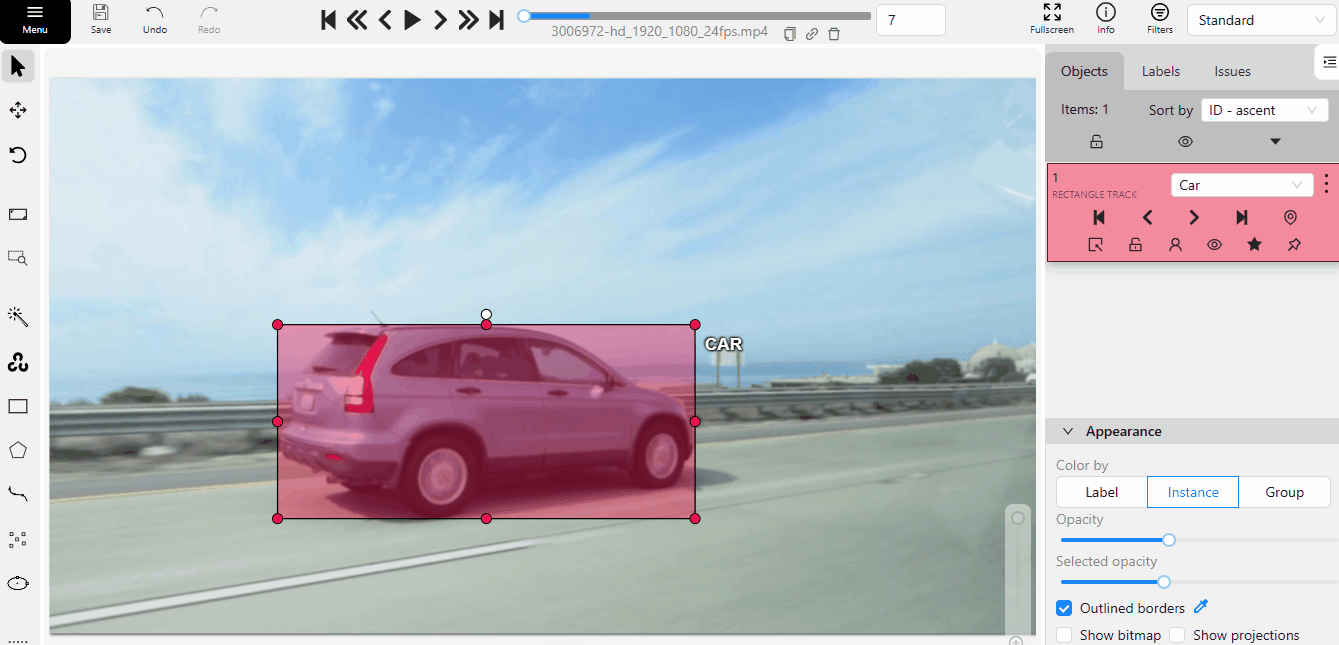 Menu
Save
Undo
Redo
3006972-hd_1920_1080_24fps.mp4
7
Fullscreen
Info
Filters
Standard
Objects
Labels
Issues
Items: 1
Sort by
ID - ascent
1
RECTANGLE TRACK
Car
CAR
Appearance
Color by
Label
Instance
Group
Opacity
Selected opacity
Outlined borders
Show bitmap
Show projections